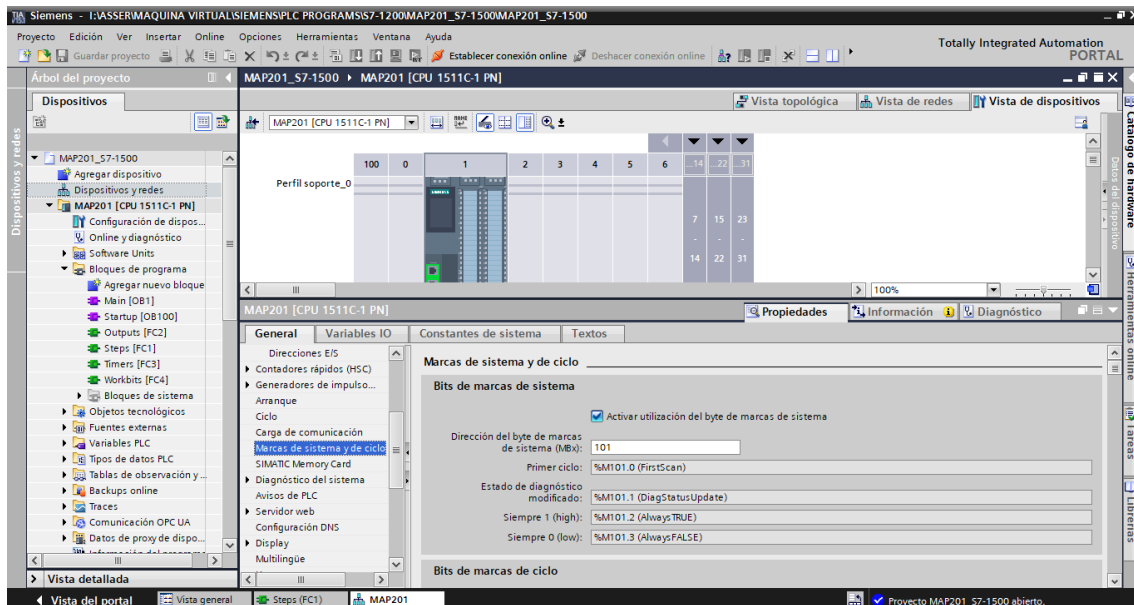 Siemens - I:\ASSER\MAQUINA VIRTUAL\SIEMENS\PLC PROGRAMS\S7-1200\MAP201_S7-1500\MAP201_S7-1500
Proyecto Edición Ver Insertar Online Opciones Herramientas Ventana Ayuda
Guardar proyecto Establecer conexión online Deshacer conexión online
Totally Integrated Automation
PORTAL
Árbol del proyecto
MAP201_S7-1500 MAP201 [CPU 1511C-1 PN]
Dispositivos
Vista topológica Vista de redes Vista de dispositivos
MAP201 [CPU 1511C-1 PN]
Dispositivos y redes
MAP201_S7-1500
Agregar dispositivo
Dispositivos y redes
MAP201 [CPU 1511C-1 PN]
Configuración de dispos...
Online y diagnóstico
Software Units
Bloques de programa
Agregar nuevo bloque
Main [OB1]
Startup [OB100]
Outputs [FC2]
Steps [FC1]
Timers [FC3]
Workbits [FC4]
Bloques de sistema
Objetos tecnológicos
Fuentes externas
Variables PLC
Tipos de datos PLC
Tablas de observación y ...
Backups online
Traces
Comunicación OPC UA
Datos de proxy de dispo...
Vista detallada
100 0 1 2 3 4 5 6 ...14 ...22 ...31
Perfil soporte_0
SIEMENS
7 15 23
- - -
14 22 31
100%
Datos del dispositivo
MAP201 [CPU 1511C-1 PN]
Propiedades Información Diagnóstico
General Variables IO Constantes de sistema Textos
Direcciones E/S
Contadores rápidos (HSC)
Generadores de impulso...
Arranque
Ciclo
Carga de comunicación
Marcas de sistema y de ciclo
SIMATIC Memory Card
Diagnóstico del sistema
Avisos de PLC
Servidor web
Configuración DNS
Display
Multilingüe
Marcas de sistema y de ciclo
Bits de marcas de sistema
Activar utilización del byte de marcas de sistema
Dirección del byte de marcas
de sistema (MBx): 101
Primer ciclo: %M101.0 (FirstScan)
Estado de diagnóstico
modificado: %M101.1 (DiagStatusUpdate)
Siempre 1 (high): %M101.2 (AlwaysTRUE)
Siempre 0 (low): %M101.3 (AlwaysFALSE)
Bits de marcas de ciclo
Catálogo de hardware
Herramientas online
Tareas
Librerías
Vista del portal Vista general Steps (FC1) MAP201
Proyecto MAP201_S7-1500 abierto.